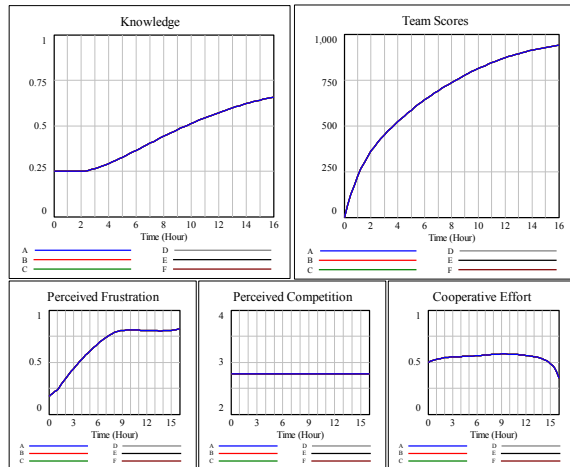 Knowledge
1
0.75
0.5
0.25
0
0 2 4 6 8 10 12 14 16
Time (Hour)
A D
B E
C F
Team Scores
1,000
750
500
250
0
0 2 4 6 8 10 12 14 16
Time (Hour)
A D
B E
C F
Perceived Frustration
1
0.5
0
0 3 6 9 12 15
Time (Hour)
A D
B E
C F
Perceived Competition
4
3
2
0 3 6 9 12 15
Time (Hour)
A D
B E
C F
Cooperative Effort
1
0.5
0
0 3 6 9 12 15
Time (Hour)
A D
B E
C F